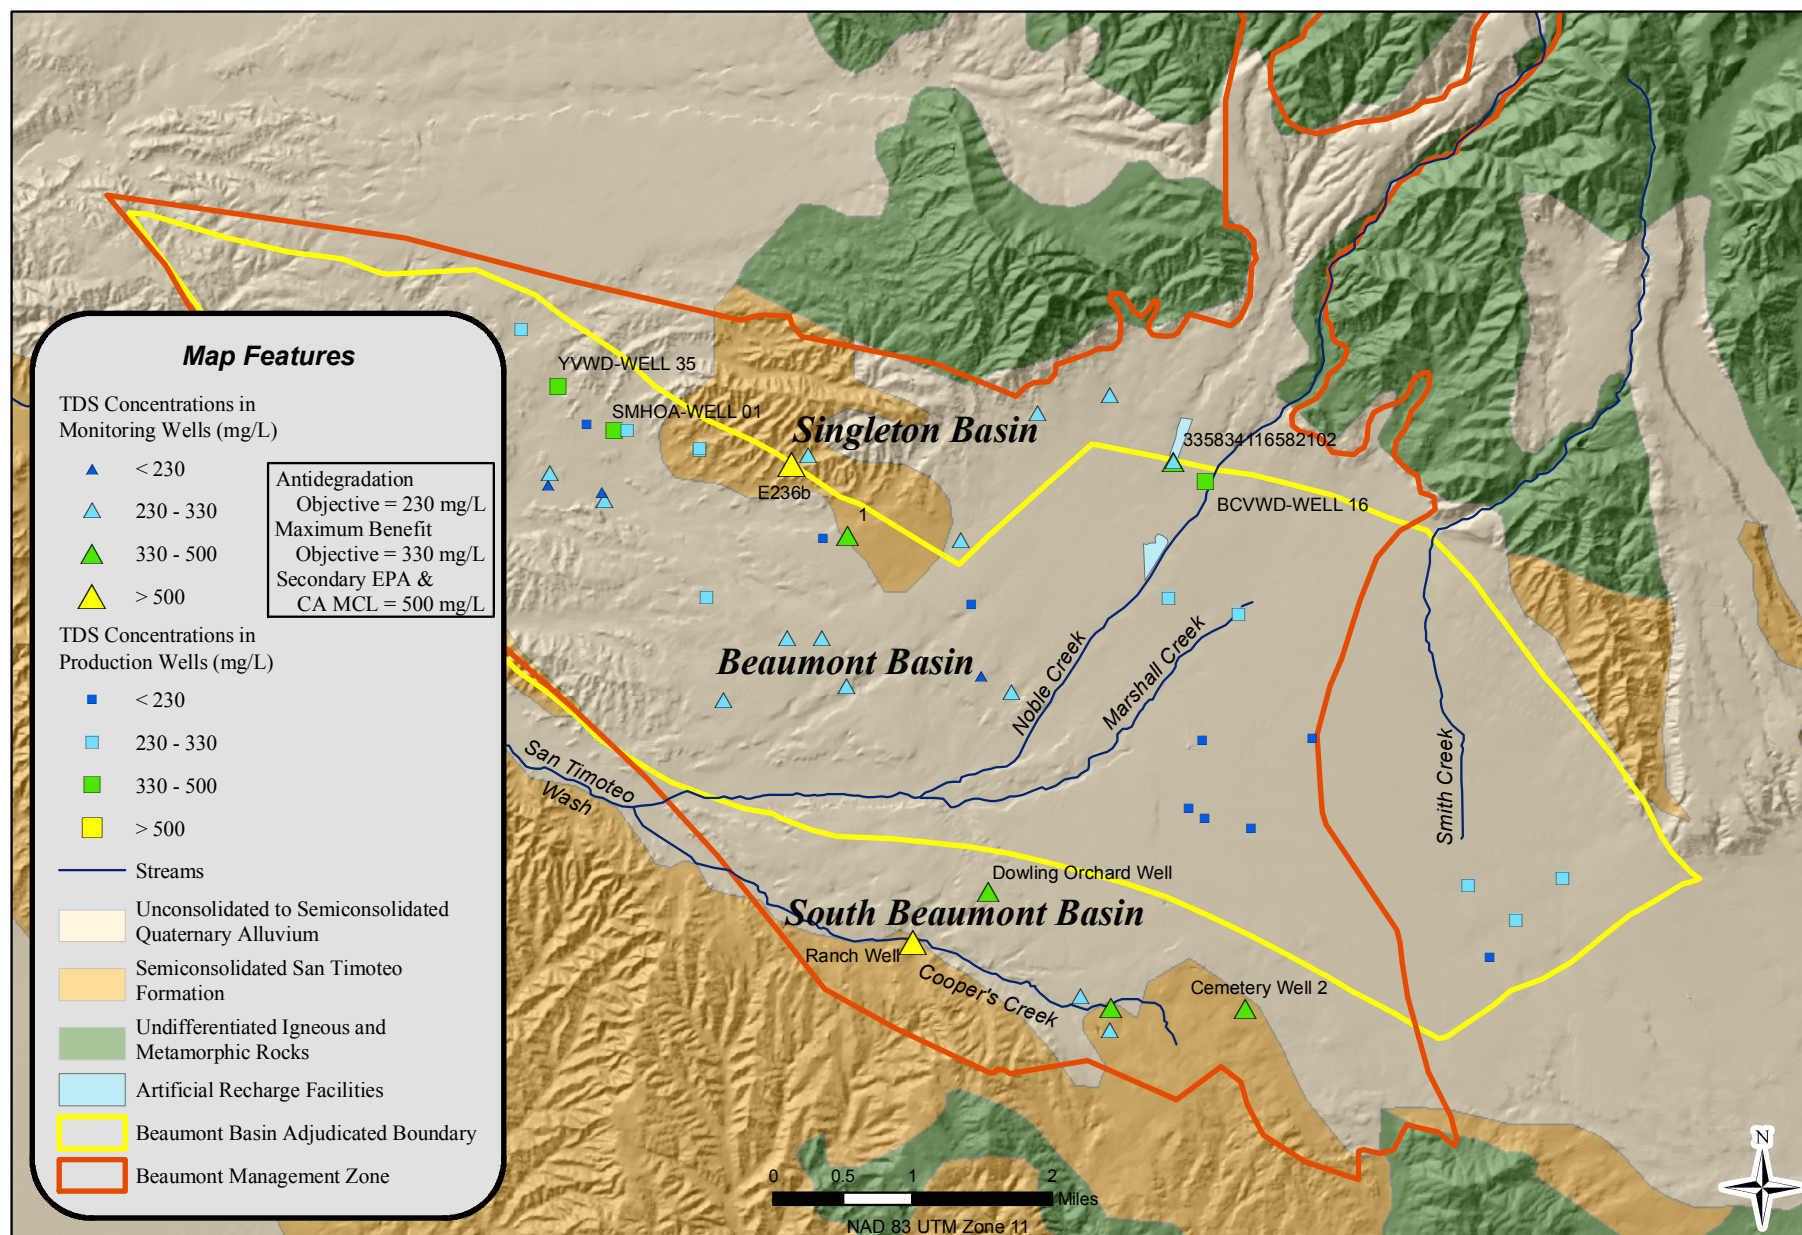 Map Features
TDS Concentrations in
Monitoring Wells (mg/L)
< 230
230 - 330
330 - 500
> 500
Antidegradation
Objective = 230 mg/L
Maximum Benefit
Objective = 330 mg/L
Secondary EPA &
CA MCL = 500 mg/L
TDS Concentrations in
Production Wells (mg/L)
< 230
230 - 330
330 - 500
> 500
Streams
Unconsolidated to Semiconsolidated
Quaternary Alluvium
Semiconsolidated San Timoteo
Formation
Undifferentiated Igneous and
Metamorphic Rocks
Artificial Recharge Facilities
Beaumont Basin Adjudicated Boundary
Beaumont Management Zone
YVWD-WELL 35
SMHOA-WELL 01
Singleton Basin
335834116582102
E236b
BCVWD-WELL 16
1
Beaumont Basin
Noble Creek
Marshall Creek
San Timoteo
Wash
Smith Creek
Dowling Orchard Well
South Beaumont Basin
Ranch Well
Cooper's Creek
Cemetery Well 2
0 0.5 1 2
Miles
NAD 83 UTM Zone 11
N